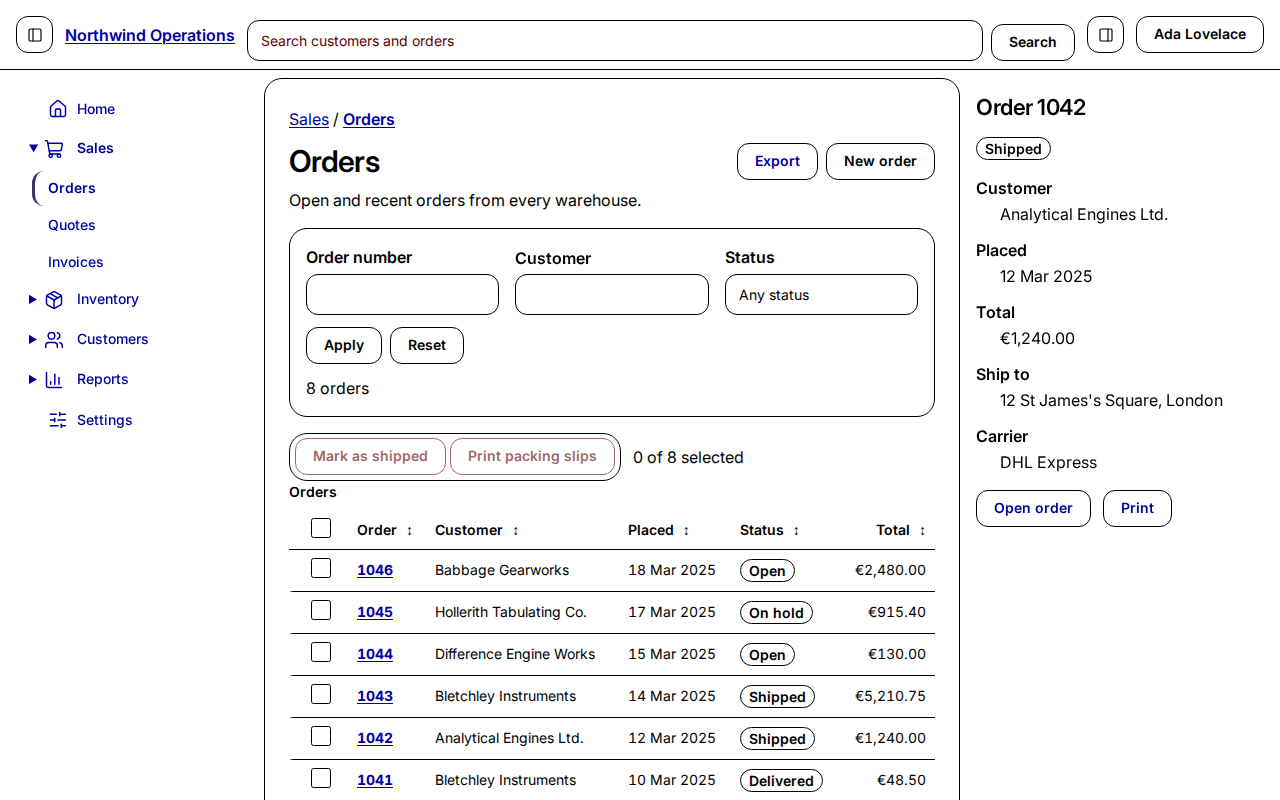 Northwind Operations
Search customers and orders
Search
Ada Lovelace
Home
Sales
Orders
Quotes
Invoices
Inventory
Customers
Reports
Settings
Sales / Orders
Orders
Export
New order
Open and recent orders from every warehouse.
Order number
Customer
Status
Any status
Apply
Reset
8 orders
Mark as shipped
Print packing slips
0 of 8 selected
Orders
Order ↕ Customer ↕ Placed ↕ Status ↕ Total ↕
1046 Babbage Gearworks 18 Mar 2025 Open €2,480.00
1045 Hollerith Tabulating Co. 17 Mar 2025 On hold €915.40
1044 Difference Engine Works 15 Mar 2025 Open €130.00
1043 Bletchley Instruments 14 Mar 2025 Shipped €5,210.75
1042 Analytical Engines Ltd. 12 Mar 2025 Shipped €1,240.00
1041 Bletchley Instruments 10 Mar 2025 Delivered €48.50
Order 1042
Shipped
Customer
Analytical Engines Ltd.
Placed
12 Mar 2025
Total
€1,240.00
Ship to
12 St James's Square, London
Carrier
DHL Express
Open order
Print